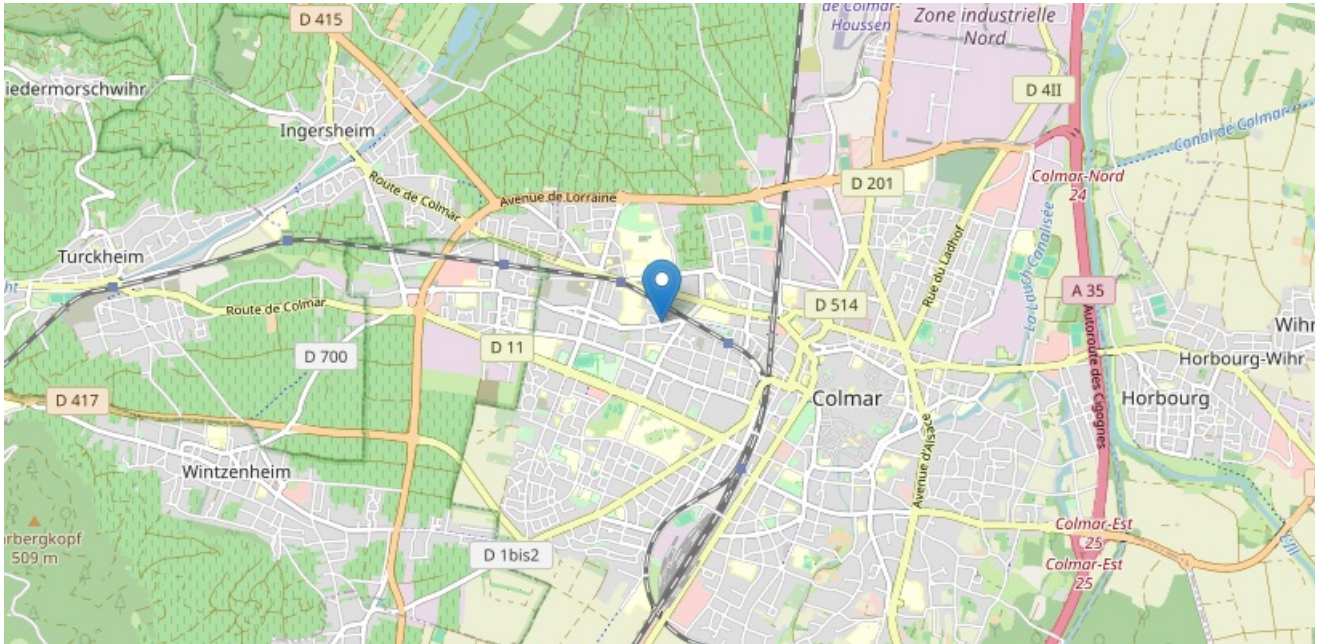 de Colmar-
Houssen
Zone industrielle
Nord
D 415
iedermorschwihr
D 4II
Ingersheim
Canal de Colmar
Route de Colmar
Colmar-Nord
24
D 201
Avenue de Lorraine
Turckheim
Rue du Ladhof
La Lauch Canalisée
A 35
Route de Colmar
D 514
Wihr
D 11
D 700
Horbourg-Wihr
Autoroute des Cigognes
D 417
Colmar
Horbourg
Avenue d'Alsace
Wintzenheim
rbergkopf
509 m
Colmar-Est
25
D 1bis2
Colmar-Est
25
L'Ill